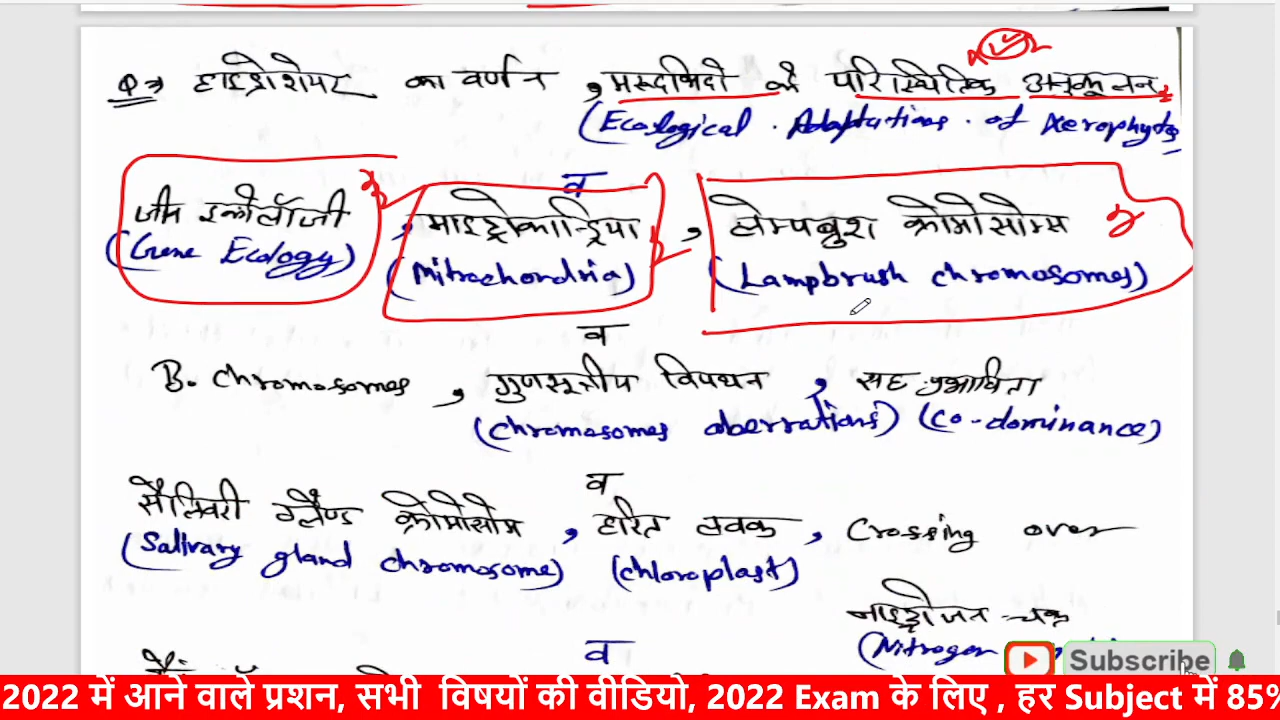 Q ⇒ हाइड्रोशेयर का वर्णन , मरुदभिदो के पारिस्थितिक अनुकूलन
(Ecological . Adaptations . of Xerophytes
व
जीन इकोलॉजी , माइट्रोकान्ड्रिया , लेम्पब्रुश क्रोमोसोम्स
(Gene Ecology) (Mitrochondria) (Lampbrush chromosomes)
व
B. chromosomes , गुणसूत्रीय विपथन , सह प्रभाविता
(chromosomes aberrations) (co-dominance)
व
सैलिवरी ग्लैण्ड क्रोमोसोम , हरित लवक , Crossing over
(Salivary gland chromosome) (chloroplast)
नाइट्रोजन चक्र
व (Nitrogen
Subscribe
2022 में आने वाले प्रशन, सभी विषयों की वीडियो, 2022 Exam के लिए , हर Subject में 85%